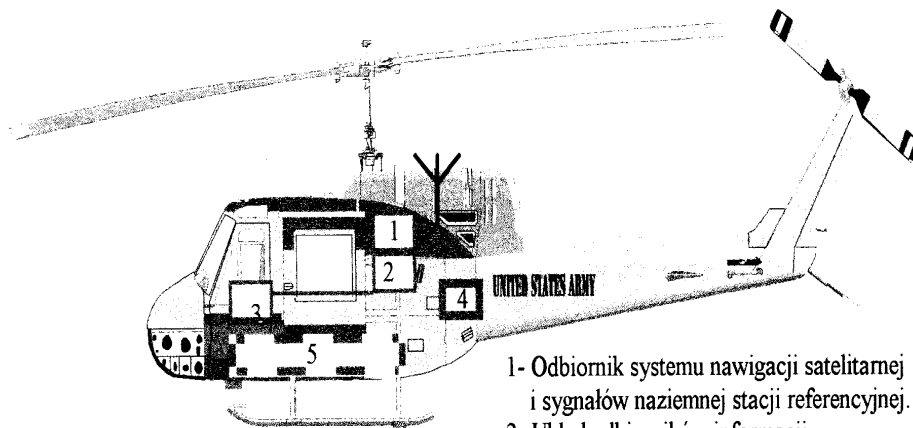 1
2
3
4
UNITED STATES ARMY
5
1- Odbiornik systemu nawigacji satelitarnej
i sygnałów naziemnej stacji referencyjnej.